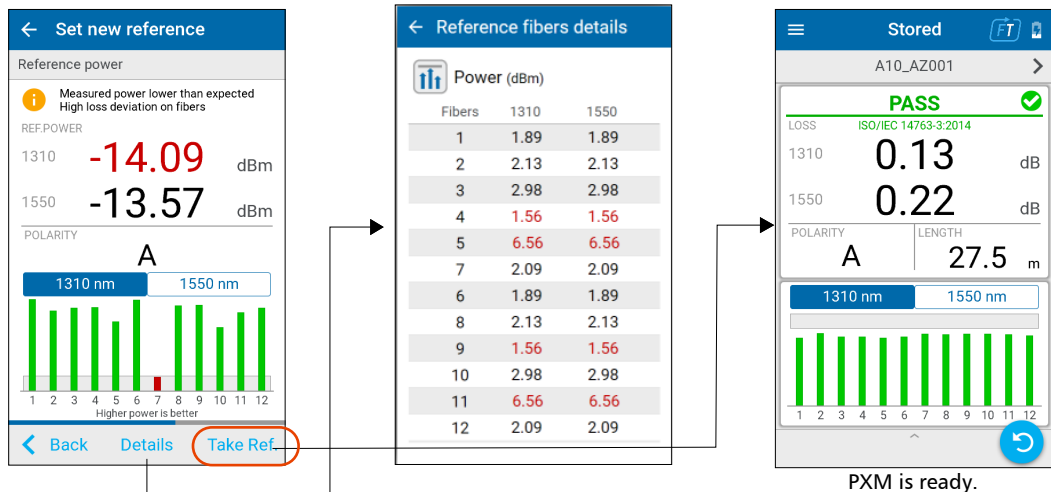 Set new reference
Reference power
Measured power lower than expected
High loss deviation on fibers
REF.POWER
1310 -14.09 dBm
1550 -13.57 dBm
POLARITY
A
1310 nm 1550 nm
1 2 3 4 5 6 7 8 9 10 11 12
Higher power is better
Back Details Take Ref
Reference fibers details
Power (dBm)
Fibers 1310 1550
1 1.89 1.89
2 2.13 2.13
3 2.98 2.98
4 1.56 1.56
5 6.56 6.56
7 2.09 2.09
6 1.89 1.89
8 2.13 2.13
9 1.56 1.56
10 2.98 2.98
11 6.56 6.56
12 2.09 2.09
Stored FT
A10_AZ001
PASS
LOSS ISO/IEC 14763-3:2014
1310 0.13 dB
1550 0.22 dB
POLARITY LENGTH
A 27.5 m
1310 nm 1550 nm
1 2 3 4 5 6 7 8 9 10 11 12
PXM is ready.